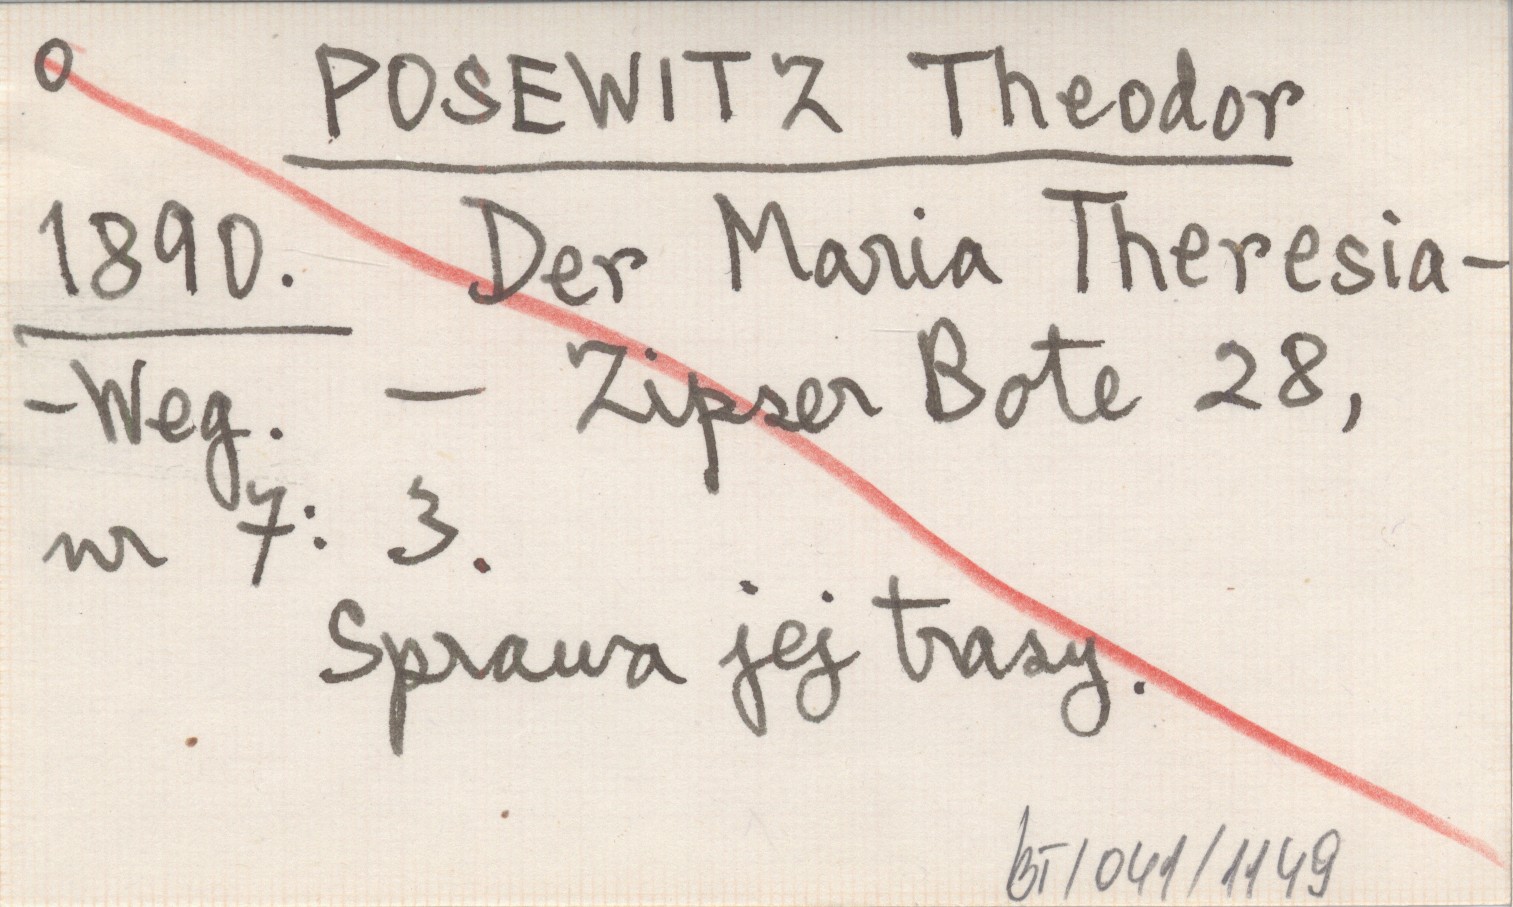 o POSEWITZ Theodor
1890. Der Maria Theresia-
-Weg. — Zipser Bote 28,
nr 7: 3.
Sprawa jej trasy.
BT/041/1149